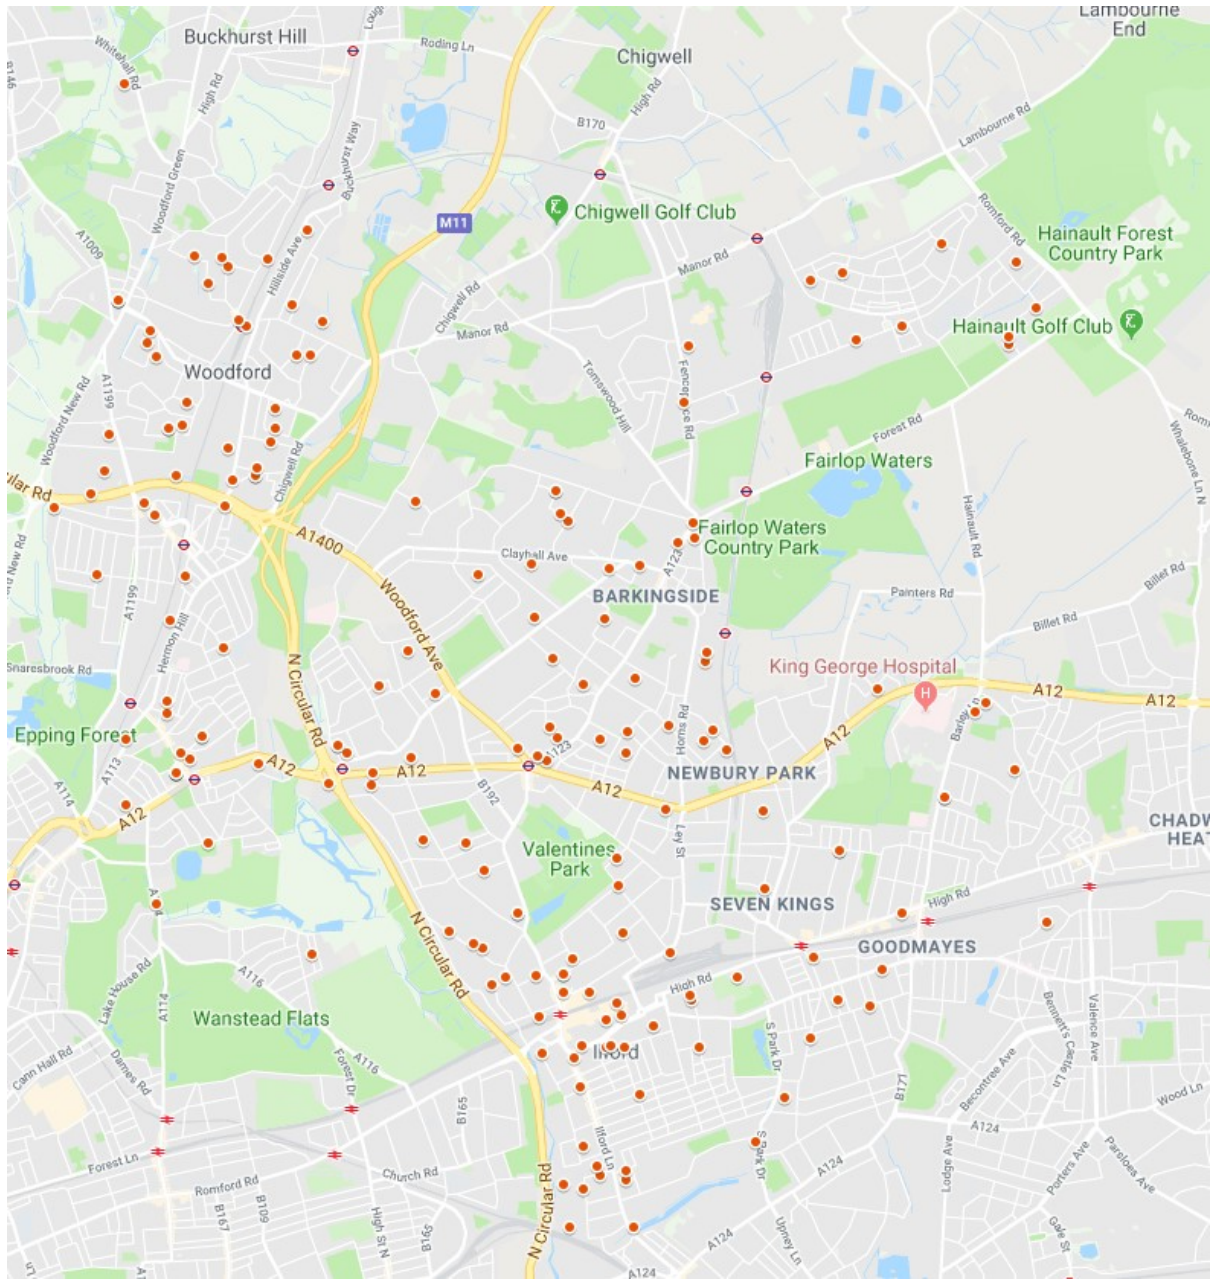 Lambourne
End
Buckhurst Hill
Whitehall Rd
B146
High Rd
Roding Ln
Chigwell
High Rd
B170
Lambourne Rd
Buckhurst Way
Woodford Green
A1009
Hillside Ave
M11
Chigwell Golf Club
Romford Rd
Hainault Forest
Country Park
Manor Rd
Chigwell Rd
Manor Rd
Hainault Golf Club
Woodford
Woodford New Rd
A1199
Tomswood Hill
Forest Rd
Whalebone Ln N
Chigwell Rd
Fairlop Waters
A1400
Hainault Rd
Fairlop Waters
Country Park
Clayhall Ave
A123
Woodford Ave
BARKINGSIDE
Painters Rd
Billet Rd
Billet Rd
A1199
Hermon Hill
Snaresbrook Rd
N Circular Rd
King George Hospital
H
A12
A12
Barley Ln
Horns Rd
Epping Forest
A113
A12
A12
A12
A123
B192
NEWBURY PARK
A12
A114
A12
Ley St
Valentines
Park
SEVEN KINGS
High Rd
GOODMAYES
N Circular Rd
High Rd
Lake House Rd
A114
A116
Wanstead Flats
Ilford
S Park Dr
Bennett's Castle Ln
Valence Ave
Cann Hall Rd
Dames Rd
Forest Dr
A116
B165
B171
Becontree Ave
Wood Ln
A124
Ilford Ln
S Park Dr
Forest Ln
Church Rd
A124
Lodge Ave
Porters Ave
Parsloes Ave
Romford Rd
B167
B109
High St N
B165
N Circular Rd
A124
Upney Ln
Gale St
A124